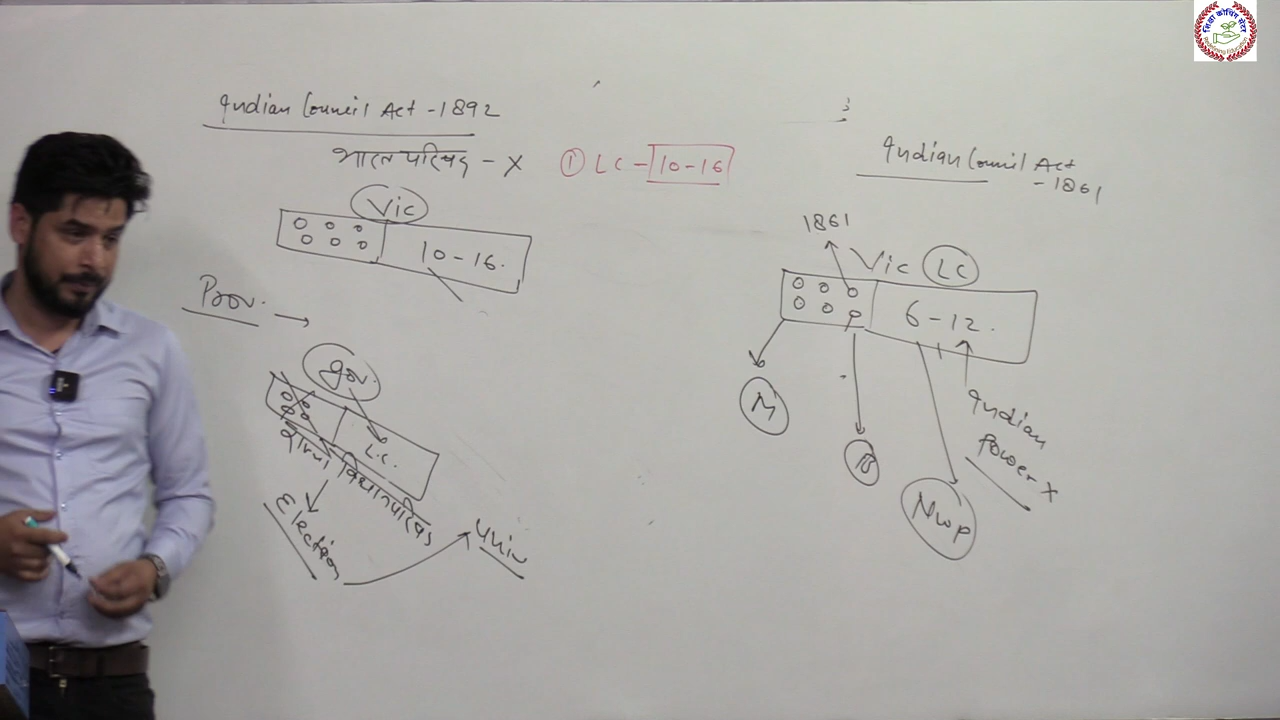 Indian Council Act - 1892
भारत परिषद - X
① LC - 10-16
Vic
10-16.
Prov. →
Gov.
L.C.
राज्य विधान परिषद
Election
Univ
Indian Council Act
- 1861
1861
Vic LC
6-12.
M
B
NWP
Indian
Power X